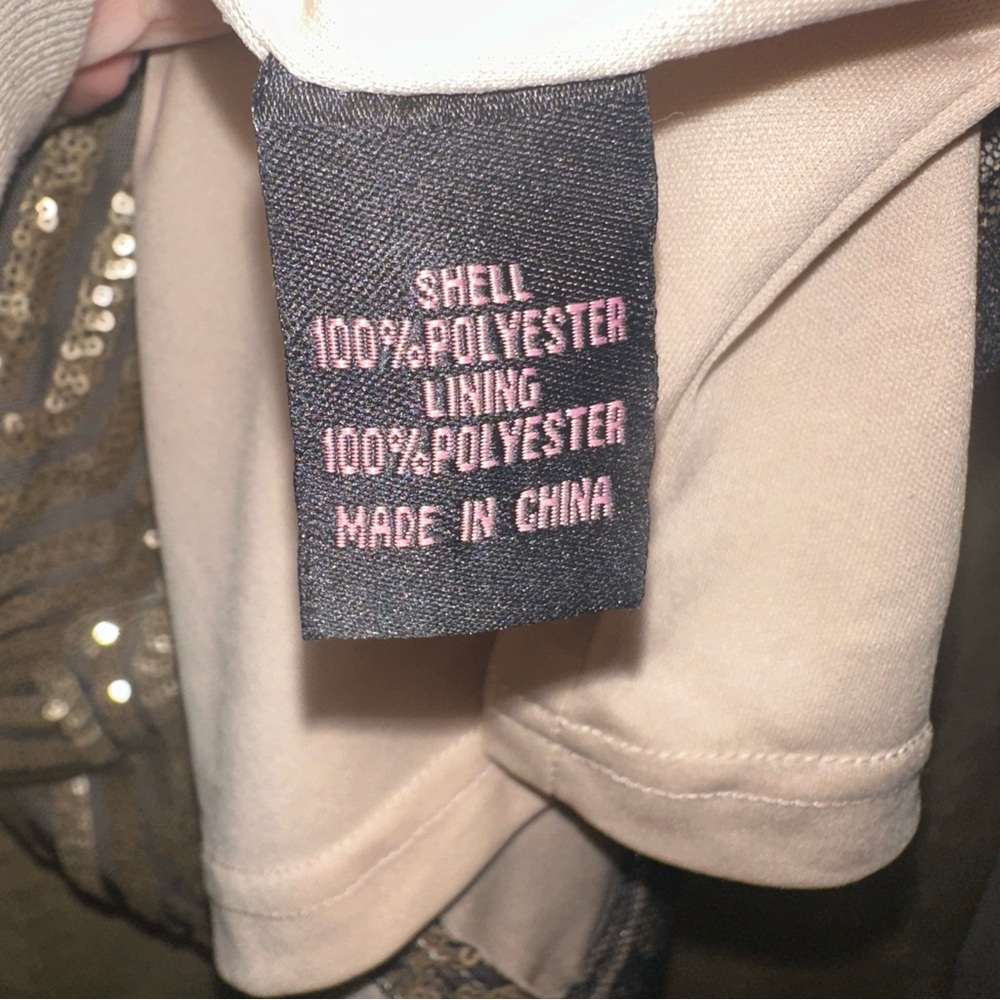 SHELL
100%POLYESTER
LINING
100%POLYESTER
MADE IN CHINA